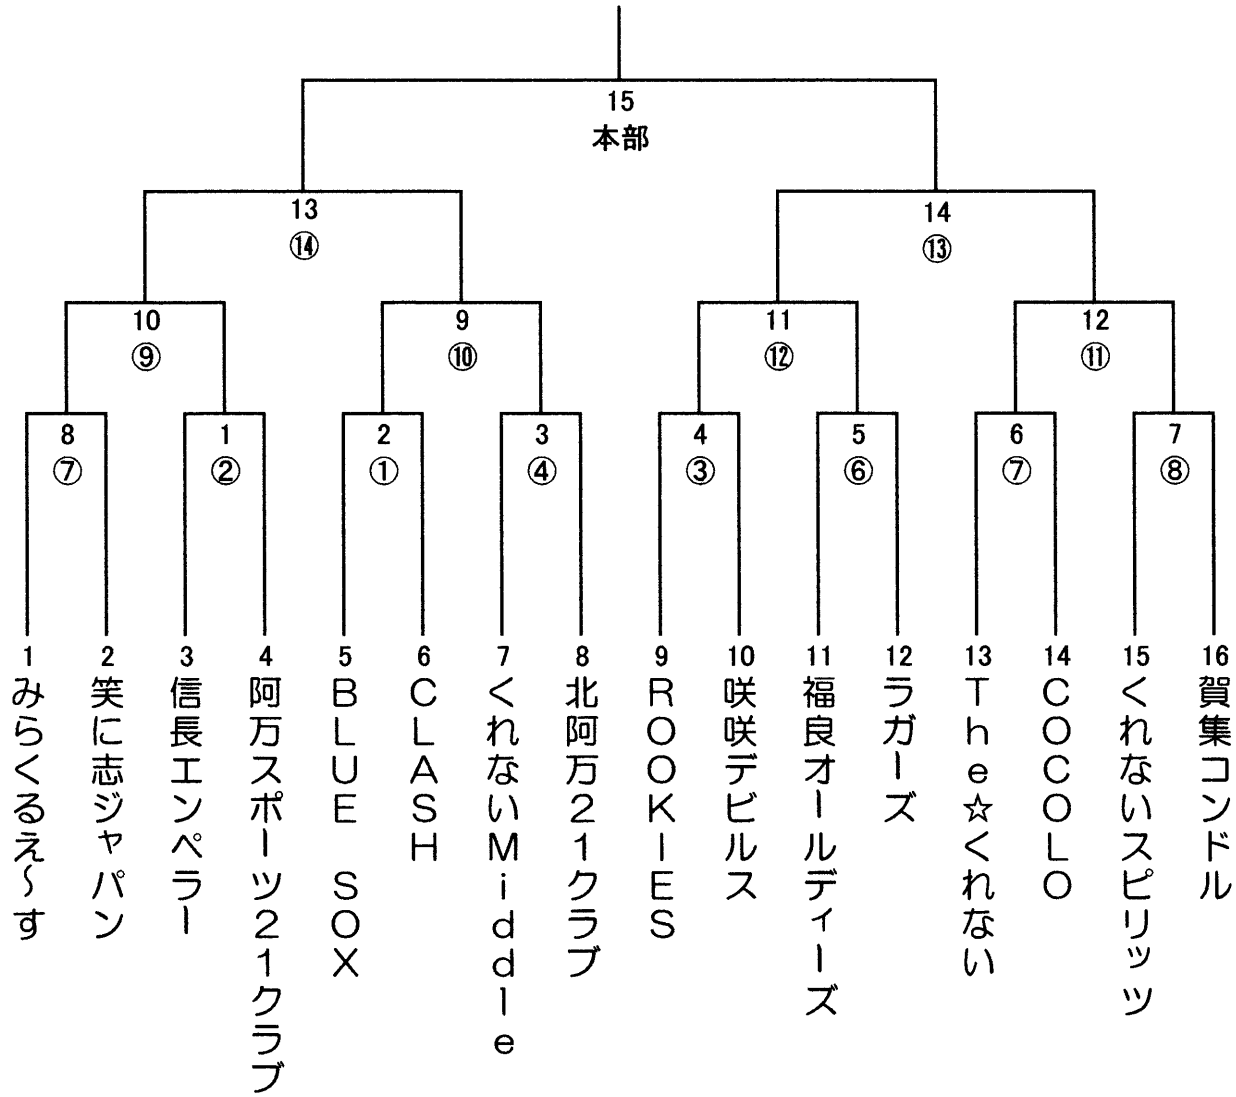 15
本部
13
14
⑭
⑬
10
9
11
12
⑨
⑩
⑫
⑪
8
1
2
3
4
5
6
7
⑦
②
①
④
③
⑥
⑦
⑧
1
みらくるえ〜す
2
笑に志ジャパン
3
信長エンペラー
4
阿万スポーツ21クラブ
5
BLUE SOX
6
CLASH
7
くれないMiddle
8
北阿万21クラブ
9
ROOKIES
10
咲咲デビルス
11
福良オールディーズ
12
ラガーズ
13
The☆くれない
14
COCOLO
15
くれないスピリッツ
16
賀集コンドル